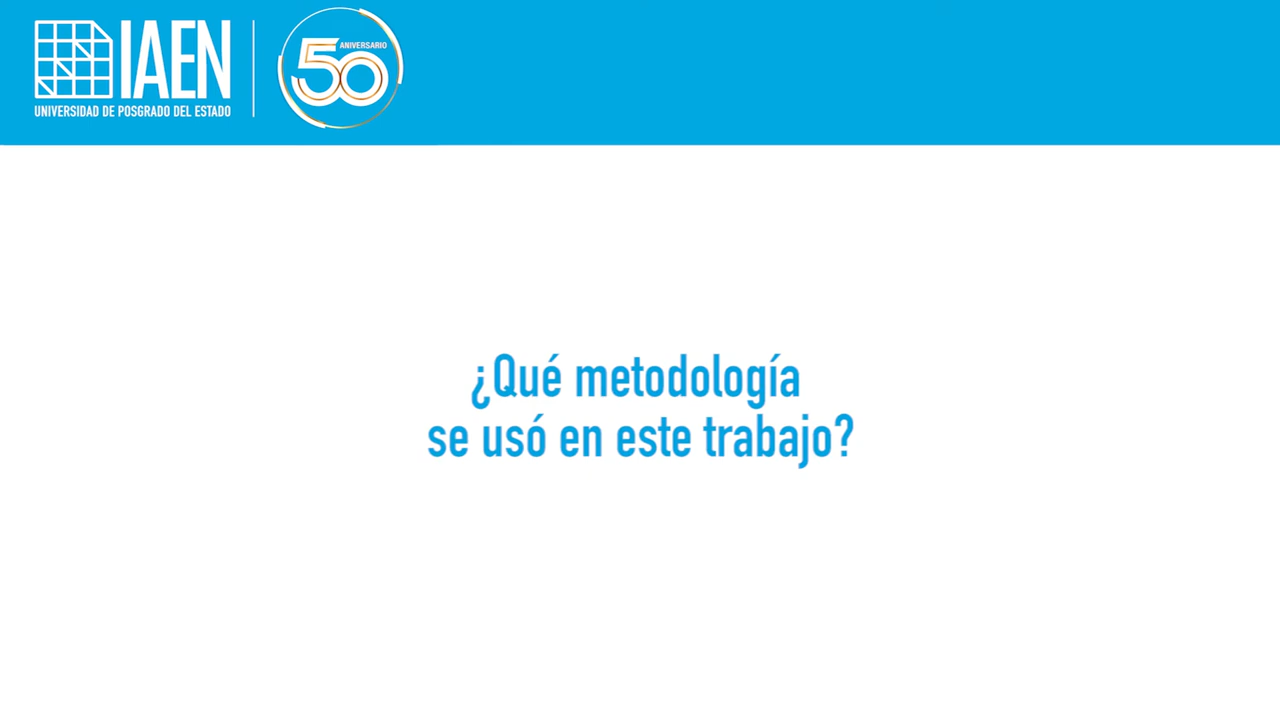 IAEN
UNIVERSIDAD DE POSGRADO DEL ESTADO
50
ANIVERSARIO
¿Qué metodología
se usó en este trabajo?